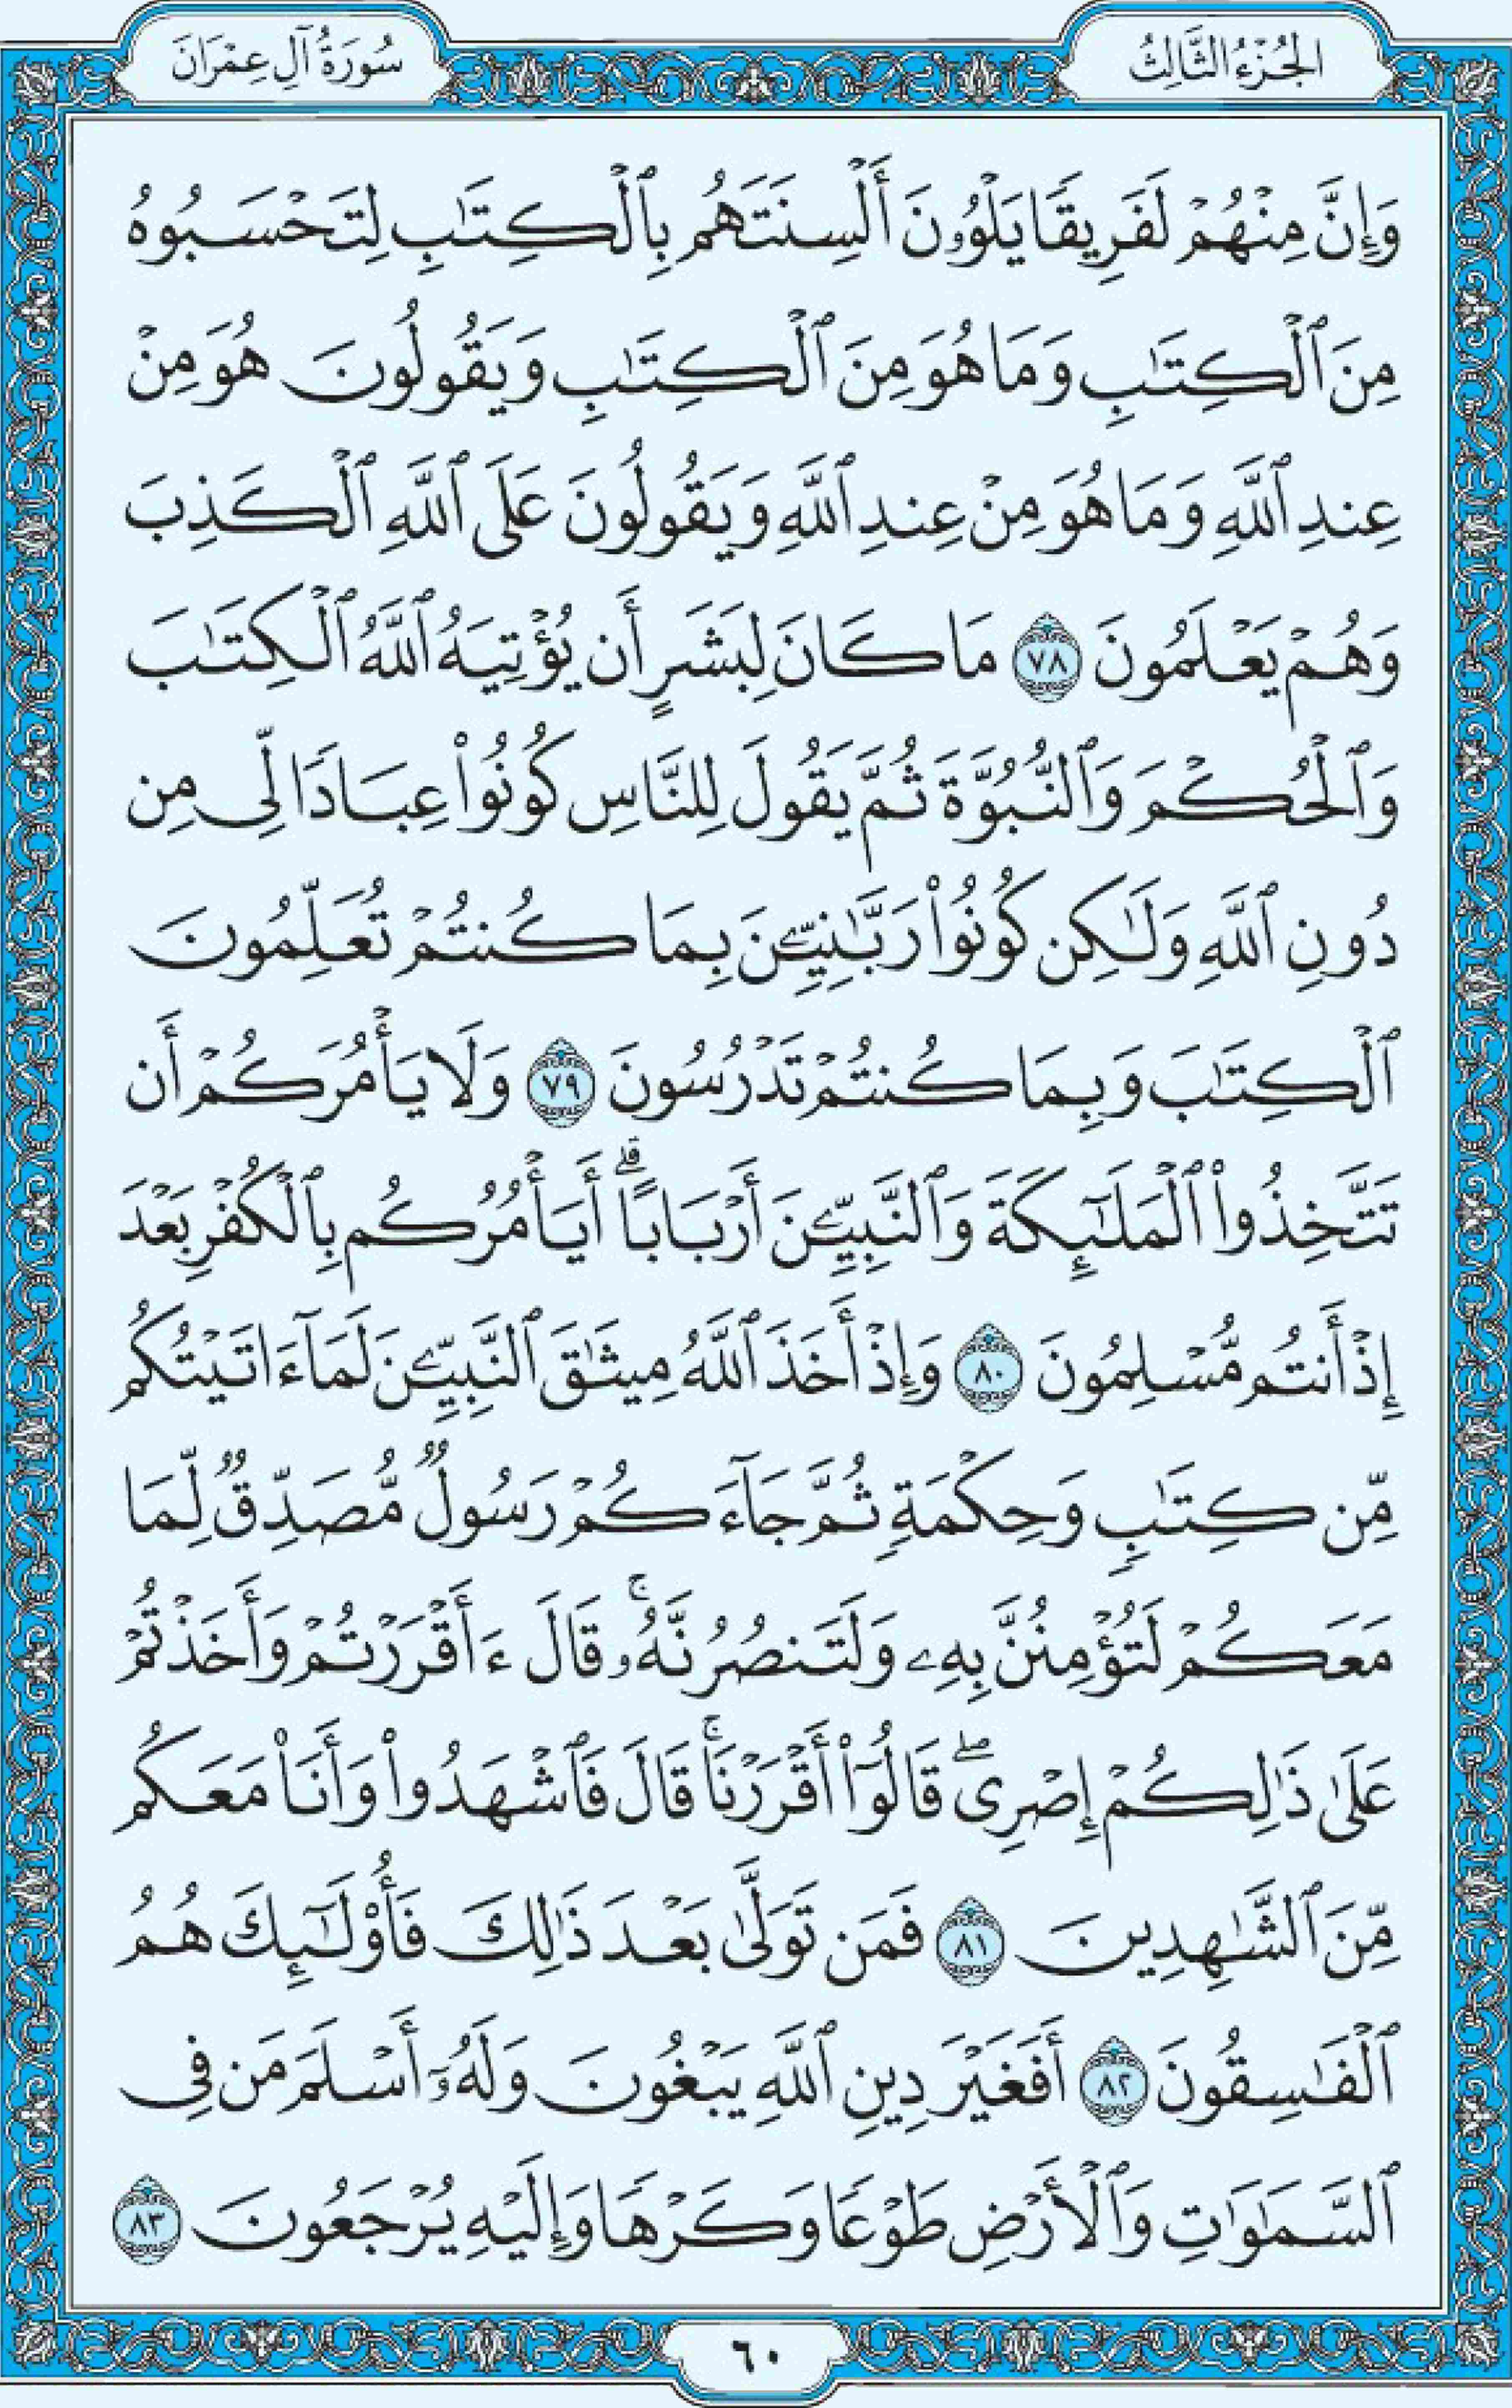 الجُزْءُ الثَّالِثُ
سُورَةُ آلِ عِمْرَانَ
وَإِنَّ مِنْهُمْ لَفَرِيقًا يَلْوُۥنَ أَلْسِنَتَهُم بِٱلْكِتَٰبِ لِتَحْسَبُوهُ
مِنَ ٱلْكِتَٰبِ وَمَا هُوَ مِنَ ٱلْكِتَٰبِ وَيَقُولُونَ هُوَ مِنْ
عِندِ ٱللَّهِ وَمَا هُوَ مِنْ عِندِ ٱللَّهِ وَيَقُولُونَ عَلَى ٱللَّهِ ٱلْكَذِبَ
وَهُمْ يَعْلَمُونَ ٧٨ مَا كَانَ لِبَشَرٍ أَن يُؤْتِيَهُ ٱللَّهُ ٱلْكِتَٰبَ
وَٱلْحُكْمَ وَٱلنُّبُوَّةَ ثُمَّ يَقُولَ لِلنَّاسِ كُونُوا۟ عِبَادًا لِّى مِن
دُونِ ٱللَّهِ وَلَٰكِن كُونُوا۟ رَبَّٰنِيِّۦنَ بِمَا كُنتُمْ تُعَلِّمُونَ
ٱلْكِتَٰبَ وَبِمَا كُنتُمْ تَدْرُسُونَ ٧٩ وَلَا يَأْمُرَكُمْ أَن
تَتَّخِذُوا۟ ٱلْمَلَٰٓئِكَةَ وَٱلنَّبِيِّۦنَ أَرْبَابًا ۗ أَيَأْمُرُكُم بِٱلْكُفْرِ بَعْدَ
إِذْ أَنتُم مُّسْلِمُونَ ٨٠ وَإِذْ أَخَذَ ٱللَّهُ مِيثَٰقَ ٱلنَّبِيِّۦنَ لَمَآ ءَاتَيْتُكُم
مِّن كِتَٰبٍ وَحِكْمَةٍ ثُمَّ جَآءَكُمْ رَسُولٌ مُّصَدِّقٌ لِّمَا
مَعَكُمْ لَتُؤْمِنُنَّ بِهِۦ وَلَتَنصُرُنَّهُۥ ۚ قَالَ ءَأَقْرَرْتُمْ وَأَخَذْتُمْ
عَلَىٰ ذَٰلِكُمْ إِصْرِى ۖ قَالُوٓا۟ أَقْرَرْنَا ۚ قَالَ فَٱشْهَدُوا۟ وَأَنَا۠ مَعَكُم
مِّنَ ٱلشَّٰهِدِينَ ٨١ فَمَن تَوَلَّىٰ بَعْدَ ذَٰلِكَ فَأُو۟لَٰٓئِكَ هُمُ
ٱلْفَٰسِقُونَ ٨٢ أَفَغَيْرَ دِينِ ٱللَّهِ يَبْغُونَ وَلَهُۥٓ أَسْلَمَ مَن فِى
ٱلسَّمَٰوَٰتِ وَٱلْأَرْضِ طَوْعًا وَكَرْهًا وَإِلَيْهِ يُرْجَعُونَ ٨٣
٦٠